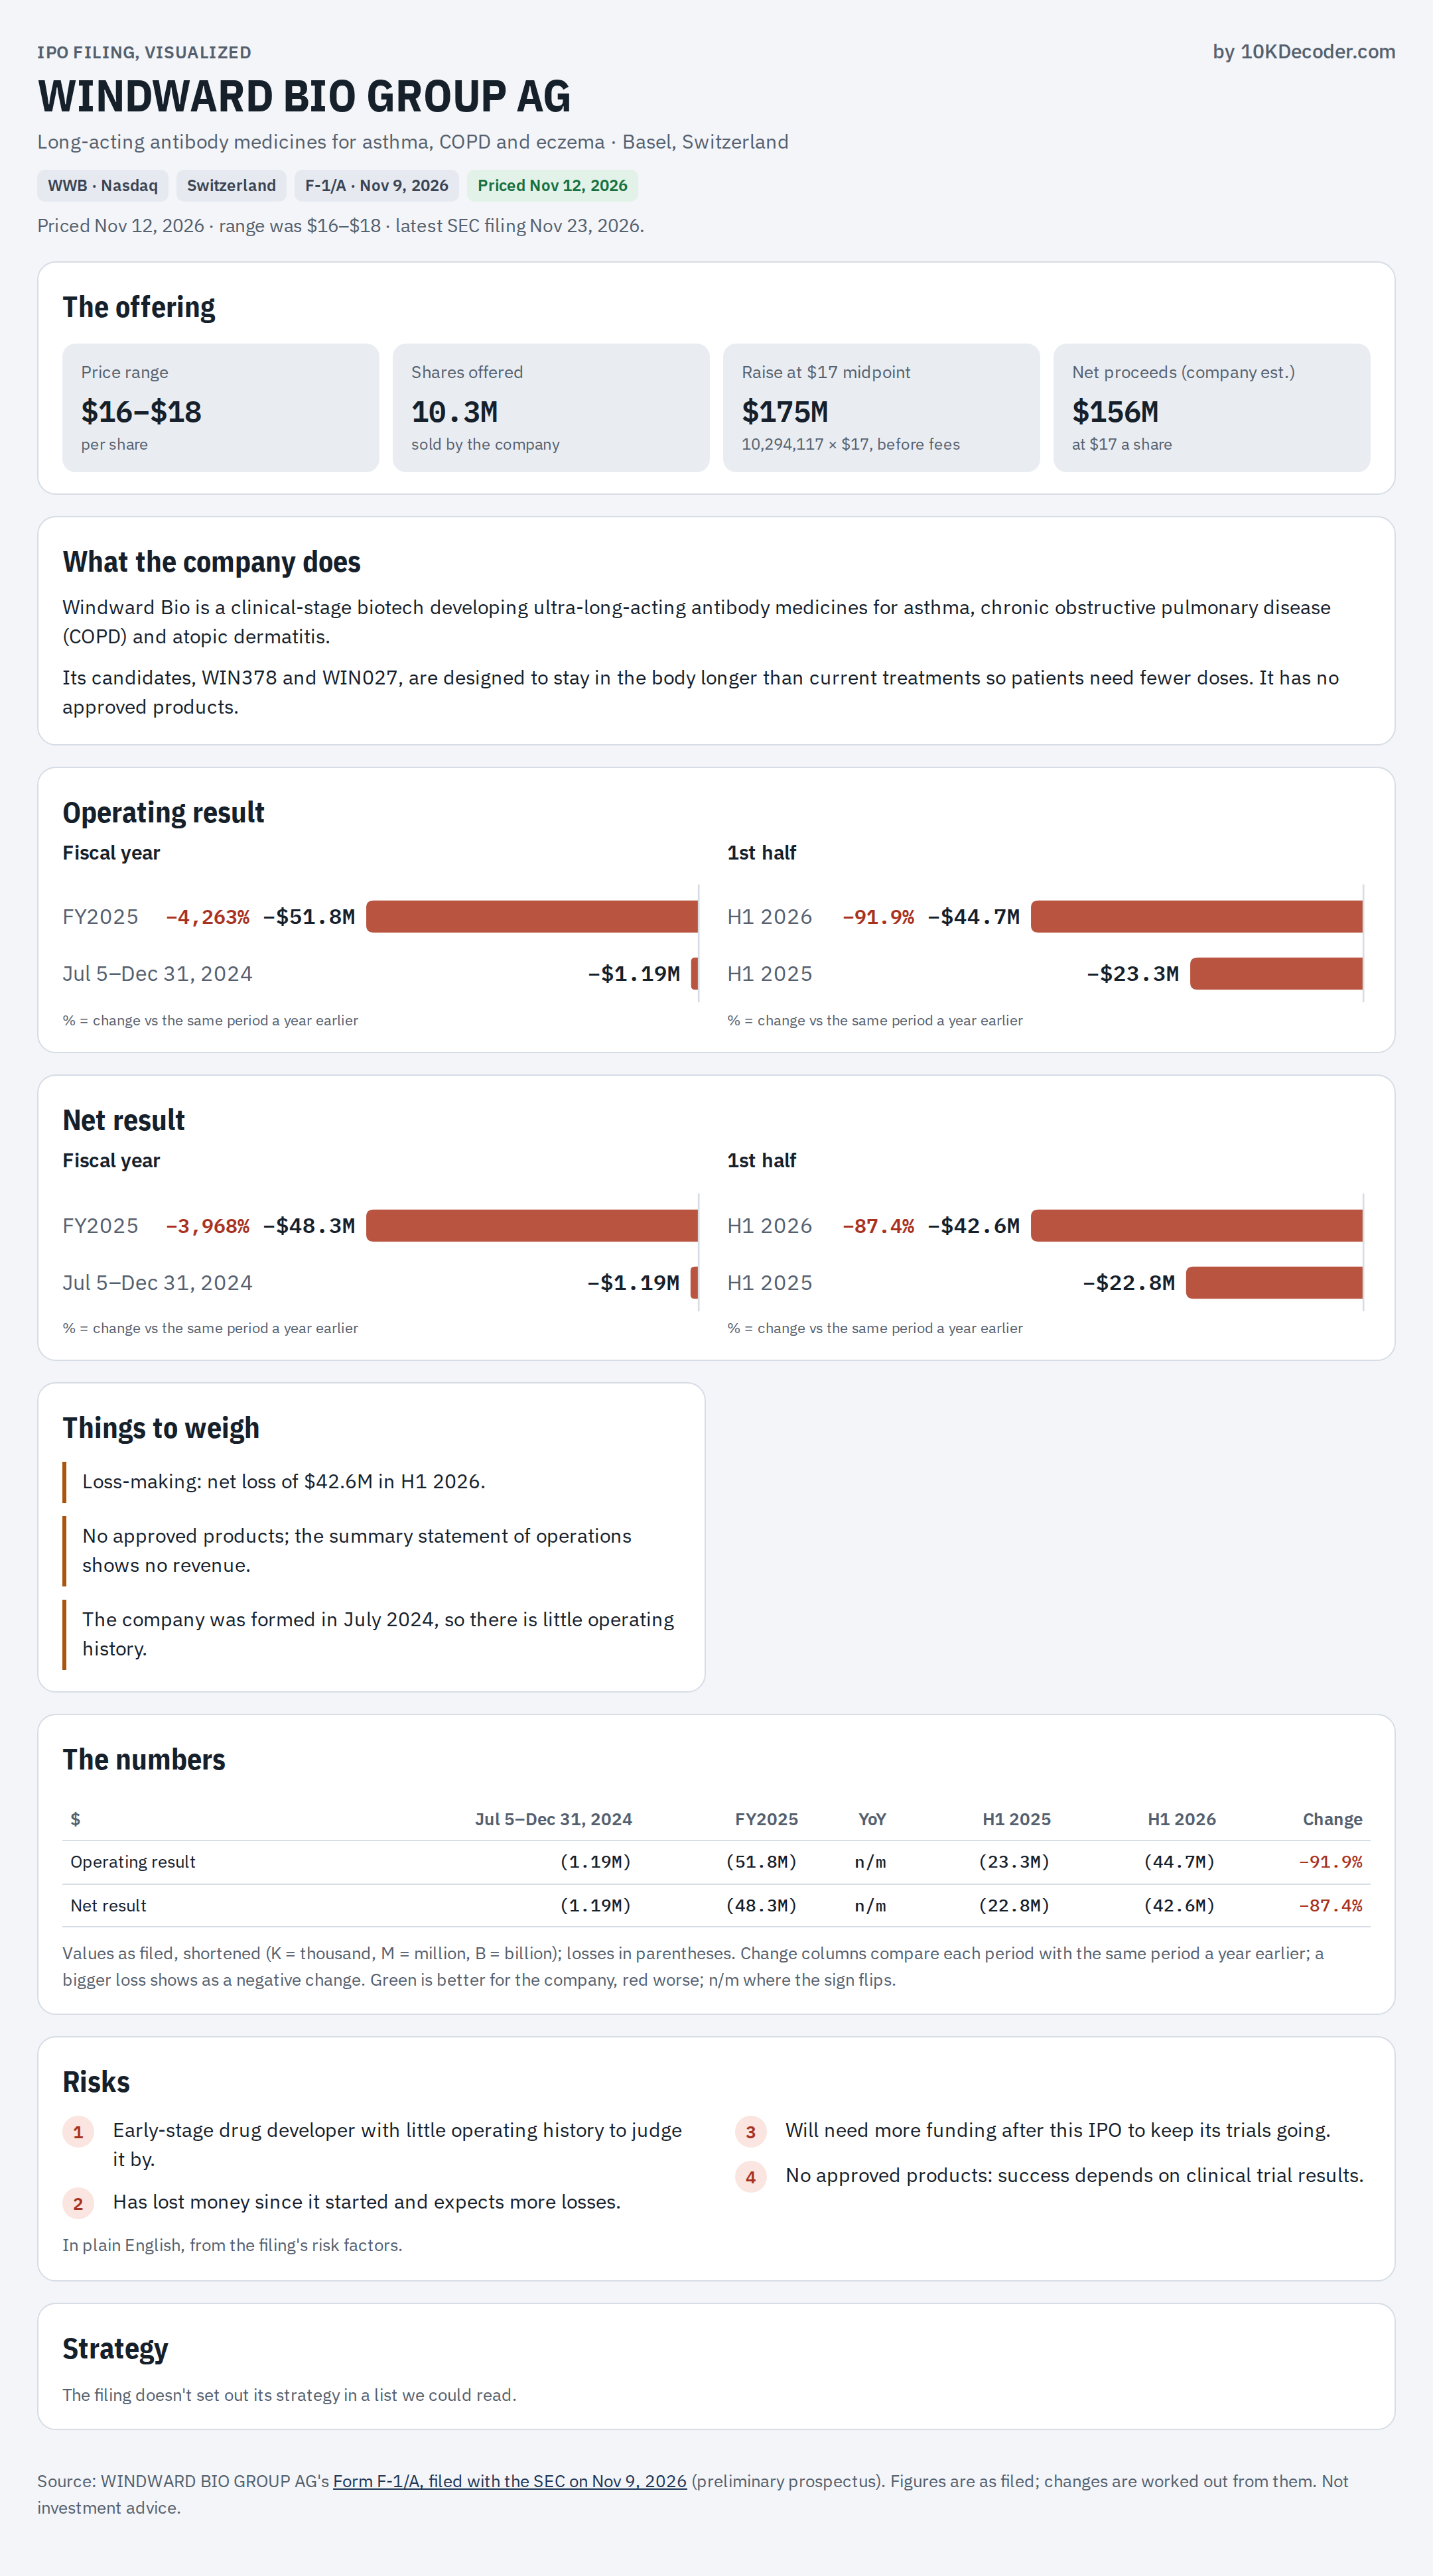 IPO FILING, VISUALIZED
by 10KDecoder.com
WINDWARD BIO GROUP AG
Long-acting antibody medicines for asthma, COPD and eczema · Basel, Switzerland
WWB · Nasdaq
Switzerland
F-1/A · Nov 9, 2026
Priced Nov 12, 2026
Priced Nov 12, 2026 · range was $16–$18 · latest SEC filing Nov 23, 2026.
The offering
Price range
$16–$18
per share
Shares offered
10.3M
sold by the company
Raise at $17 midpoint
$175M
10,294,117 × $17, before fees
Net proceeds (company est.)
$156M
at $17 a share
What the company does
Windward Bio is a clinical-stage biotech developing ultra-long-acting antibody medicines for asthma, chronic obstructive pulmonary disease
(COPD) and atopic dermatitis.
Its candidates, WIN378 and WIN027, are designed to stay in the body longer than current treatments so patients need fewer doses. It has no
approved products.
Operating result
Fiscal year
FY2025 −4,263% −$51.8M
Jul 5–Dec 31, 2024 −$1.19M
% = change vs the same period a year earlier
1st half
H1 2026 −91.9% −$44.7M
H1 2025 −$23.3M
% = change vs the same period a year earlier
Net result
Fiscal year
FY2025 −3,968% −$48.3M
Jul 5–Dec 31, 2024 −$1.19M
% = change vs the same period a year earlier
1st half
H1 2026 −87.4% −$42.6M
H1 2025 −$22.8M
% = change vs the same period a year earlier
Things to weigh
Loss-making: net loss of $42.6M in H1 2026.
No approved products; the summary statement of operations
shows no revenue.
The company was formed in July 2024, so there is little operating
history.
The numbers
$ Jul 5–Dec 31, 2024 FY2025 YoY H1 2025 H1 2026 Change
Operating result (1.19M) (51.8M) n/m (23.3M) (44.7M) −91.9%
Net result (1.19M) (48.3M) n/m (22.8M) (42.6M) −87.4%
Values as filed, shortened (K = thousand, M = million, B = billion); losses in parentheses. Change columns compare each period with the same period a year earlier; a
bigger loss shows as a negative change. Green is better for the company, red worse; n/m where the sign flips.
Risks
1 Early-stage drug developer with little operating history to judge
it by.
2 Has lost money since it started and expects more losses.
3 Will need more funding after this IPO to keep its trials going.
4 No approved products: success depends on clinical trial results.
In plain English, from the filing's risk factors.
Strategy
The filing doesn't set out its strategy in a list we could read.
Source: WINDWARD BIO GROUP AG's Form F-1/A, filed with the SEC on Nov 9, 2026 (preliminary prospectus). Figures are as filed; changes are worked out from them. Not
investment advice.